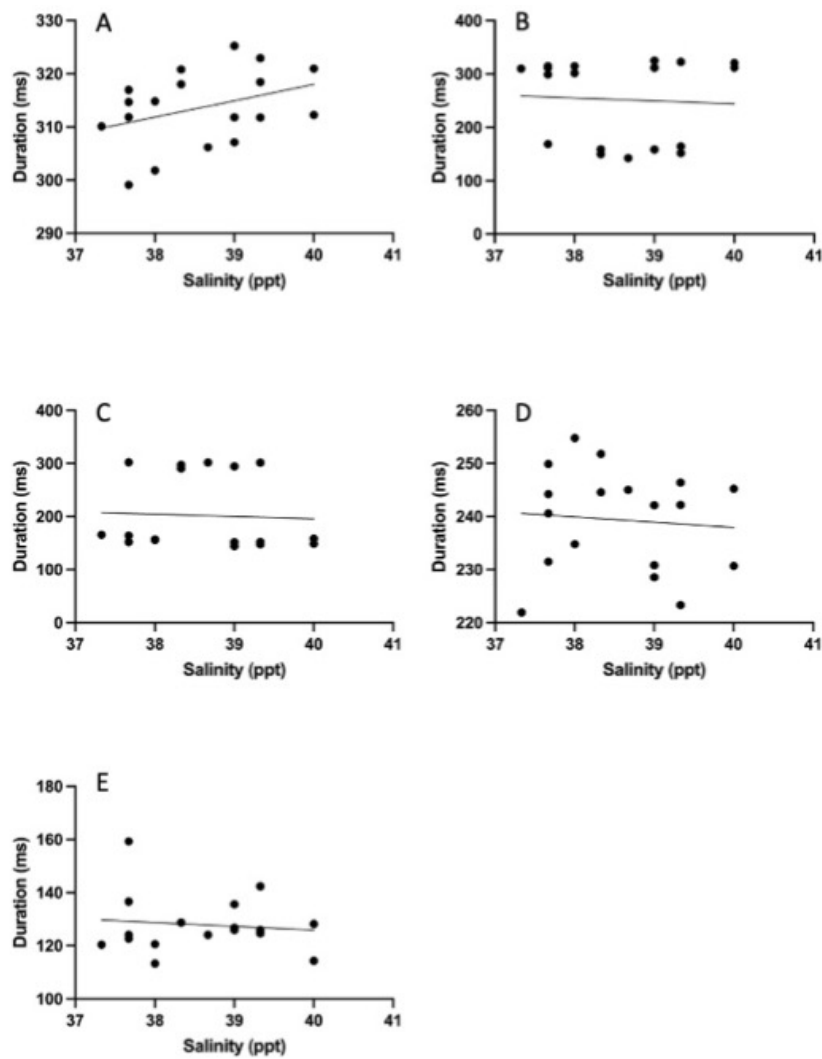 A
330
320
310
300
290
Duration (ms)
37 38 39 40 41
Salinity (ppt)
B
400
300
200
100
0
Duration (ms)
37 38 39 40 41
Salinity (ppt)
C
400
300
200
100
0
Duration (ms)
37 38 39 40 41
Salinity (ppt)
D
260
250
240
230
220
Duration (ms)
37 38 39 40 41
Salinity (ppt)
E
180
160
140
120
100
Duration (ms)
37 38 39 40 41
Salinity (ppt)